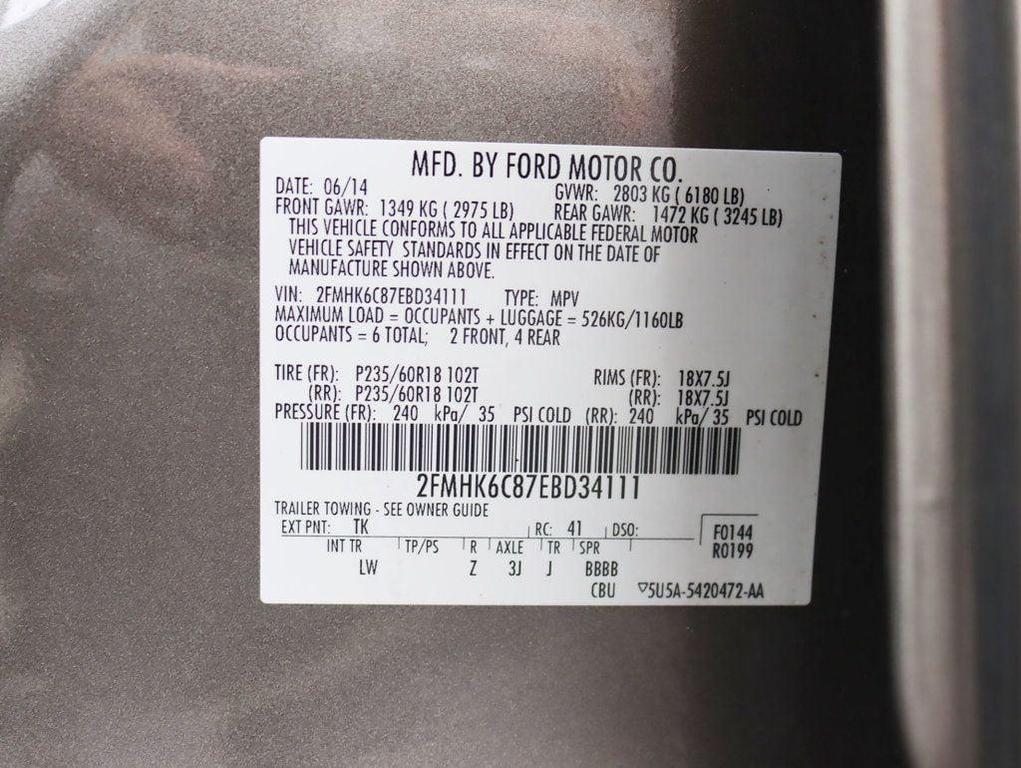 MFD. BY FORD MOTOR CO.
DATE: 06/14 GVWR: 2803 KG ( 6180 LB)
FRONT GAWR: 1349 KG ( 2975 LB) REAR GAWR: 1472 KG ( 3245 LB)
THIS VEHICLE CONFORMS TO ALL APPLICABLE FEDERAL MOTOR
VEHICLE SAFETY STANDARDS IN EFFECT ON THE DATE OF
MANUFACTURE SHOWN ABOVE.
VIN: 2FMHK6C87EBD34111 TYPE: MPV
MAXIMUM LOAD = OCCUPANTS + LUGGAGE = 526KG/1160LB
OCCUPANTS = 6 TOTAL; 2 FRONT, 4 REAR
TIRE (FR): P235/60R18 102T RIMS (FR): 18X7.5J
(RR): P235/60R18 102T (RR): 18X7.5J
PRESSURE (FR): 240 kPa/ 35 PSI COLD (RR): 240 kPa/ 35 PSI COLD
2FMHK6C87EBD34111
TRAILER TOWING - SEE OWNER GUIDE
EXT PNT: TK RC: 41 DSO: F0144
INT TR TP/PS R AXLE TR SPR R0199
LW Z 3J J BBBB
CBU ▽5U5A-5420472-AA